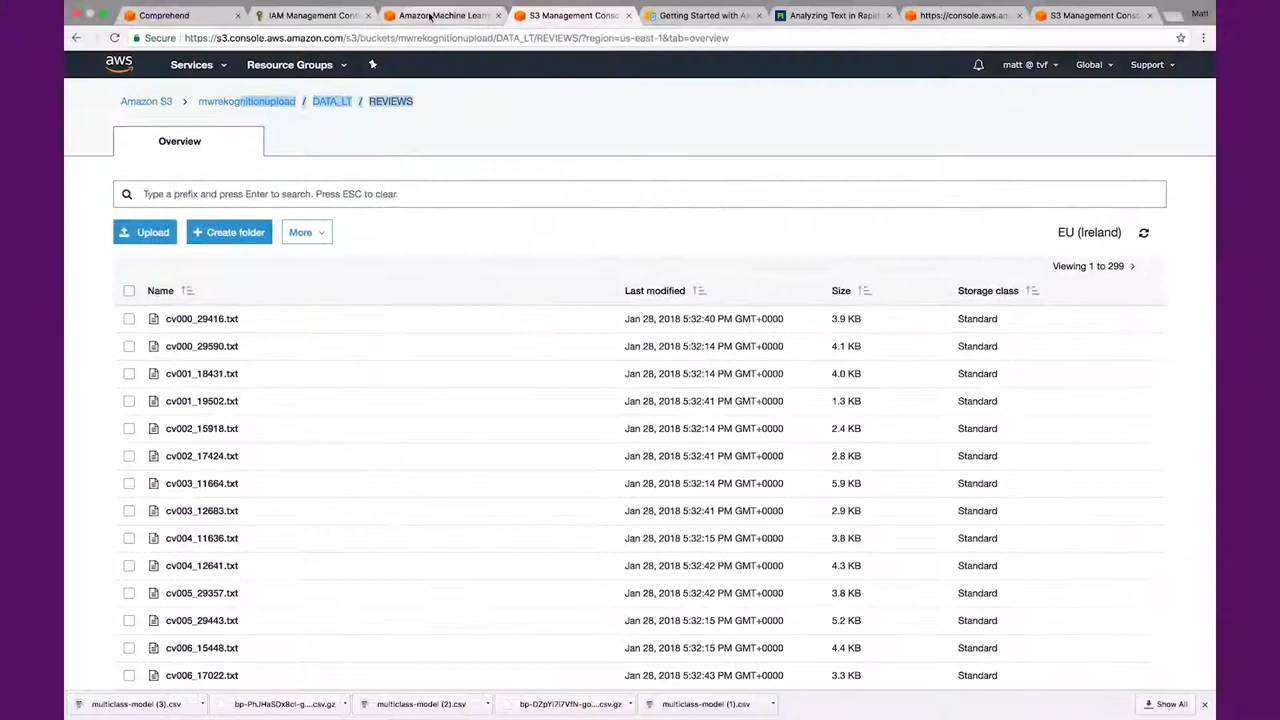 Comprehend
IAM Management Cont
Amazon Machine Learn
S3 Management Conso
Getting Started with A
Analyzing Text in Rapid
https://console.aws.am
S3 Management Conso
Matt
Secure
https://s3.console.aws.amazon.com/s3/buckets/mwrekognitionupload/DATA_LT/REVIEWS/?region=us-east-1&tab=overview
aws
Services
Resource Groups
matt @ tvf
Global
Support
Amazon S3 > mwrekognitionupload / DATA_LT / REVIEWS
Overview
Type a prefix and press Enter to search. Press ESC to clear.
Upload
+ Create folder
More
EU (Ireland)
Viewing 1 to 299 >
Name Last modified Size Storage class
cv000_29416.txt Jan 28, 2018 5:32:40 PM GMT+0000 3.9 KB Standard
cv000_29590.txt Jan 28, 2018 5:32:14 PM GMT+0000 4.1 KB Standard
cv001_18431.txt Jan 28, 2018 5:32:14 PM GMT+0000 4.0 KB Standard
cv001_19502.txt Jan 28, 2018 5:32:41 PM GMT+0000 1.3 KB Standard
cv002_15918.txt Jan 28, 2018 5:32:14 PM GMT+0000 2.4 KB Standard
cv002_17424.txt Jan 28, 2018 5:32:41 PM GMT+0000 2.8 KB Standard
cv003_11664.txt Jan 28, 2018 5:32:14 PM GMT+0000 5.9 KB Standard
cv003_12683.txt Jan 28, 2018 5:32:41 PM GMT+0000 2.9 KB Standard
cv004_11636.txt Jan 28, 2018 5:32:15 PM GMT+0000 3.8 KB Standard
cv004_12641.txt Jan 28, 2018 5:32:42 PM GMT+0000 4.3 KB Standard
cv005_29357.txt Jan 28, 2018 5:32:42 PM GMT+0000 3.8 KB Standard
cv005_29443.txt Jan 28, 2018 5:32:15 PM GMT+0000 5.2 KB Standard
cv006_15448.txt Jan 28, 2018 5:32:15 PM GMT+0000 4.4 KB Standard
cv006_17022.txt Jan 28, 2018 5:32:43 PM GMT+0000 3.3 KB Standard
multiclass-model (3).csv
bp-PhJHaSDx8cl-g....csv.gz
multiclass-model (2).csv
bp-DZpYl7l7VfN-go....csv.gz
multiclass-model (1).csv
Show All